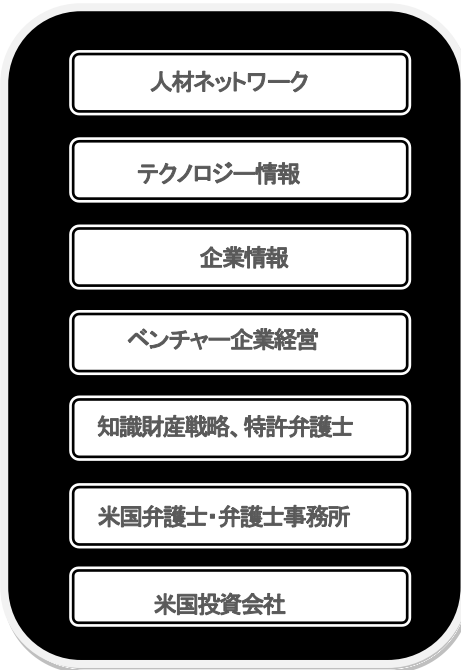 人材ネットワーク
テクノロジー情報
企業情報
ベンチャー企業経営
知識財産戦略、特許弁護士
米国弁護士・弁護士事務所
米国投資会社